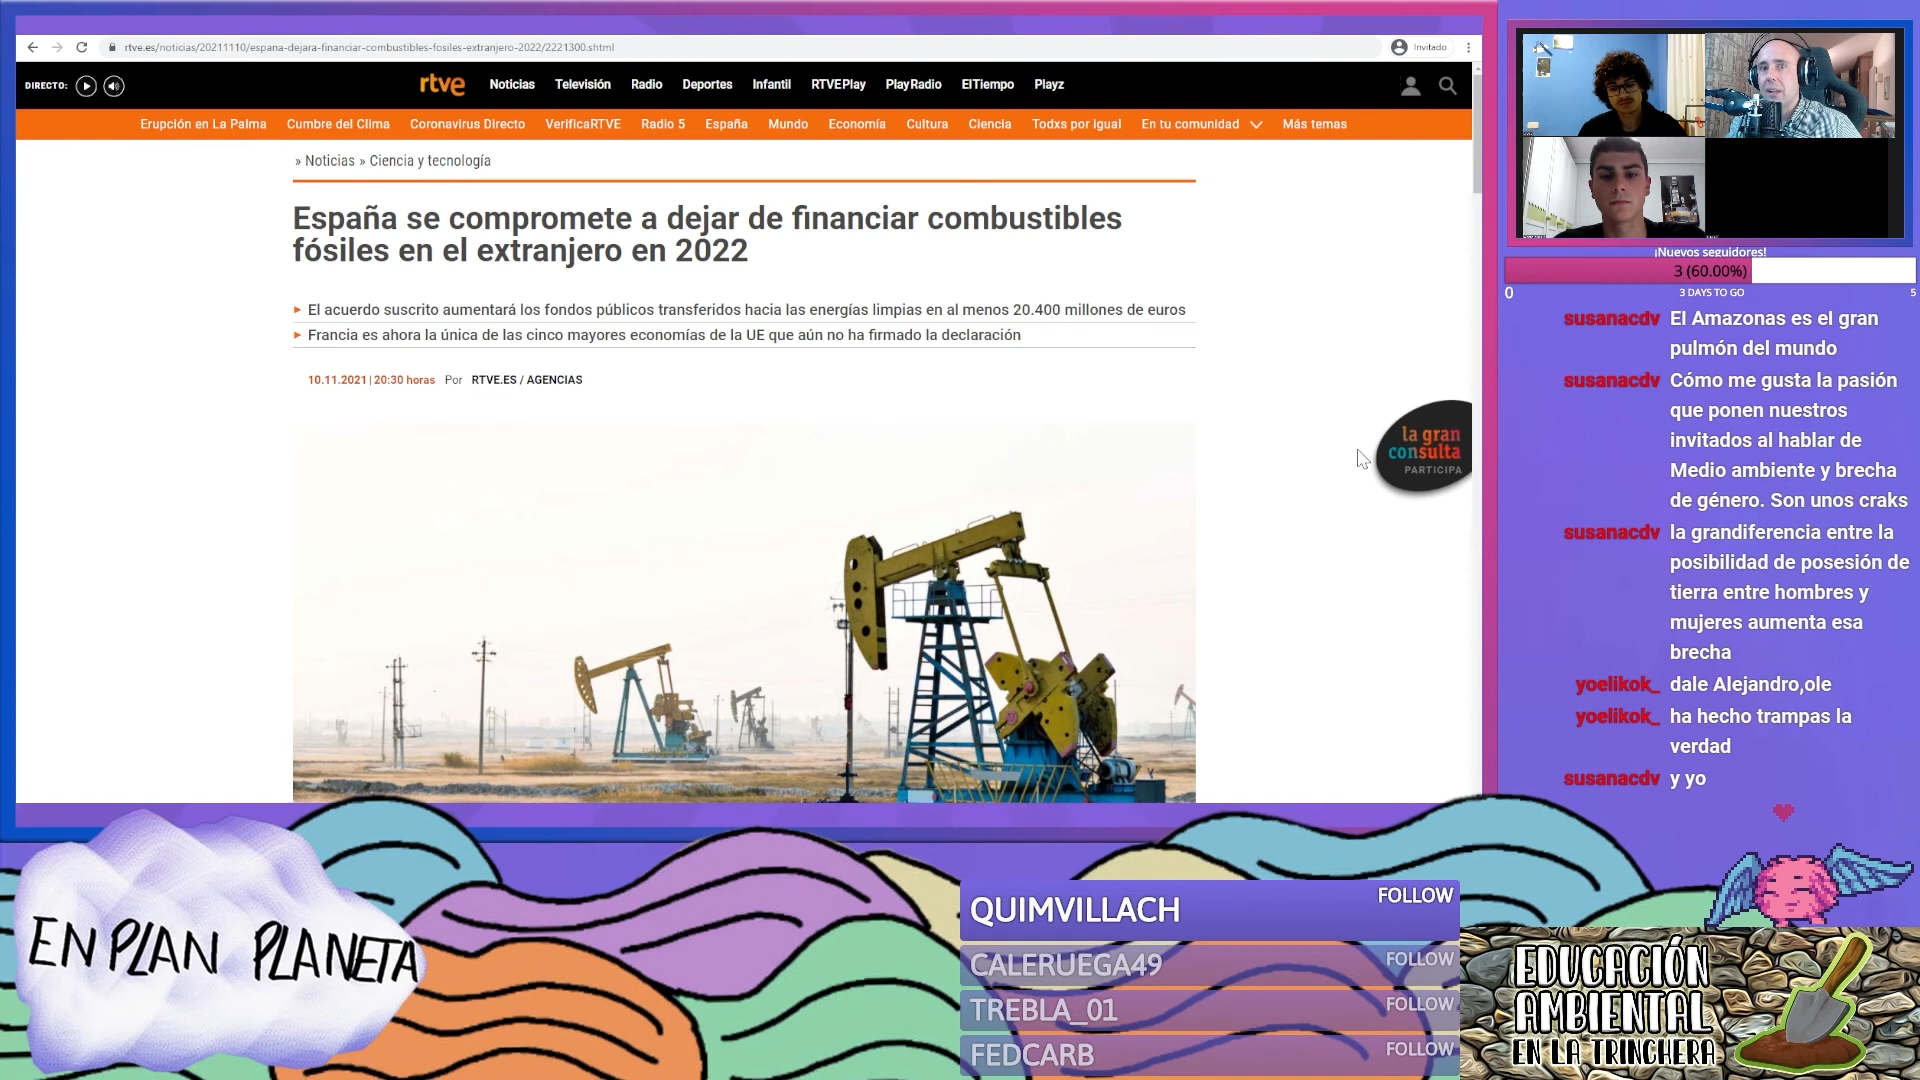 rtve.es/noticias/20211110/espana-dejara-financiar-combustibles-fosiles-extranjero-2022/2221300.shtml
Invitado
DIRECTO:
rtve Noticias Televisión Radio Deportes Infantil RTVEPlay PlayRadio ElTiempo Playz
Erupción en La Palma Cumbre del Clima Coronavirus Directo VerificaRTVE Radio 5 España Mundo Economía Cultura Ciencia Todxs por igual En tu comunidad Más temas
» Noticias » Ciencia y tecnología
España se compromete a dejar de financiar combustibles
fósiles en el extranjero en 2022
El acuerdo suscrito aumentará los fondos públicos transferidos hacia las energías limpias en al menos 20.400 millones de euros
Francia es ahora la única de las cinco mayores economías de la UE que aún no ha firmado la declaración
10.11.2021 | 20:30 horas Por RTVE.ES / AGENCIAS
la gran
consulta
PARTICIPA
¡Nuevos seguidores!
3 (60.00%)
0 3 DAYS TO GO 5
susanacdv El Amazonas es el gran
pulmón del mundo
susanacdv Cómo me gusta la pasión
que ponen nuestros
invitados al hablar de
Medio ambiente y brecha
de género. Son unos craks
susanacdv la grandiferencia entre la
posibilidad de posesión de
tierra entre hombres y
mujeres aumenta esa
brecha
yoelikok_ dale Alejandro,ole
yoelikok_ ha hecho trampas la
verdad
susanacdv y yo
EN PLAN PLANETA
QUIMVILLACH FOLLOW
CALERUEGA49 FOLLOW
TREBLA_01 FOLLOW
FEDCARB FOLLOW
EDUCACIÓN
AMBIENTAL
EN LA TRINCHERA